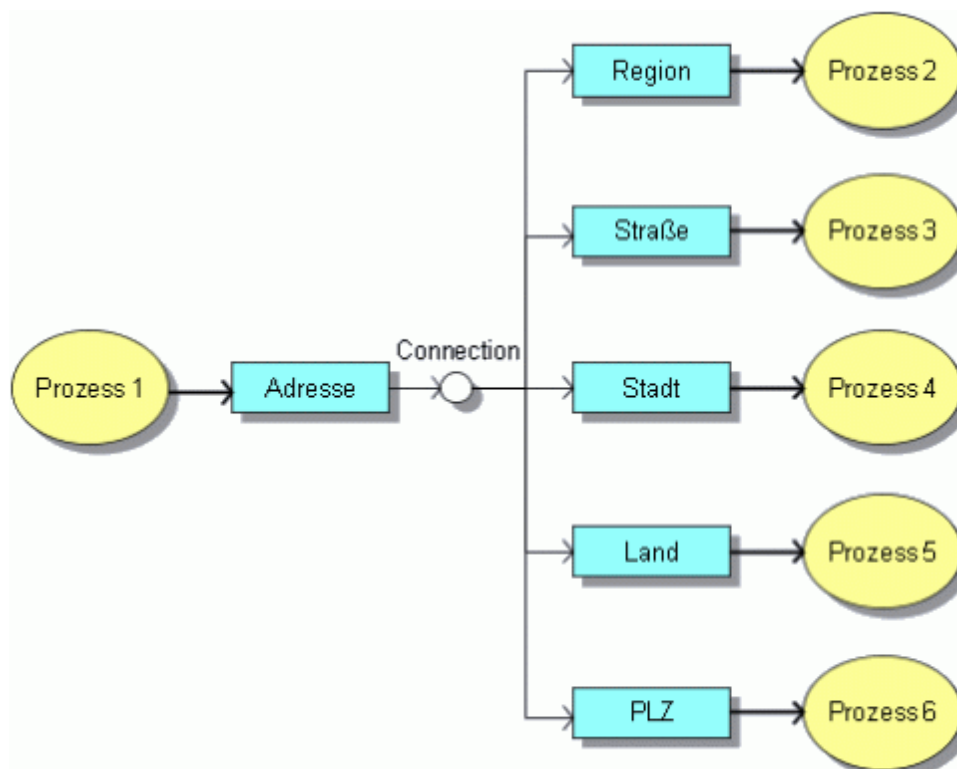 Region
Prozess 2
Straße
Prozess 3
Connection
Prozess 1
Adresse
Stadt
Prozess 4
Land
Prozess 5
PLZ
Prozess 6